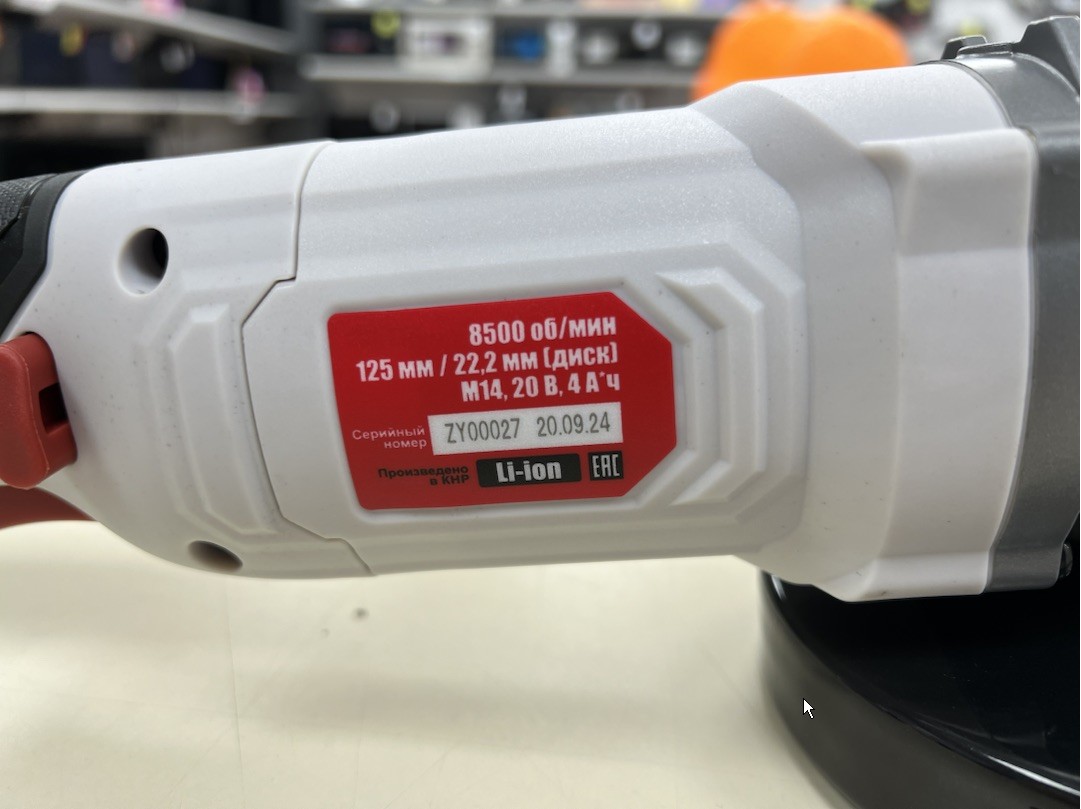 8500 об/мин
125 мм / 22,2 мм (диск)
М14, 20 В, 4 А*ч
Серийный номер ZY00027 20.09.24
Произведено в КНР Li-ion EAC